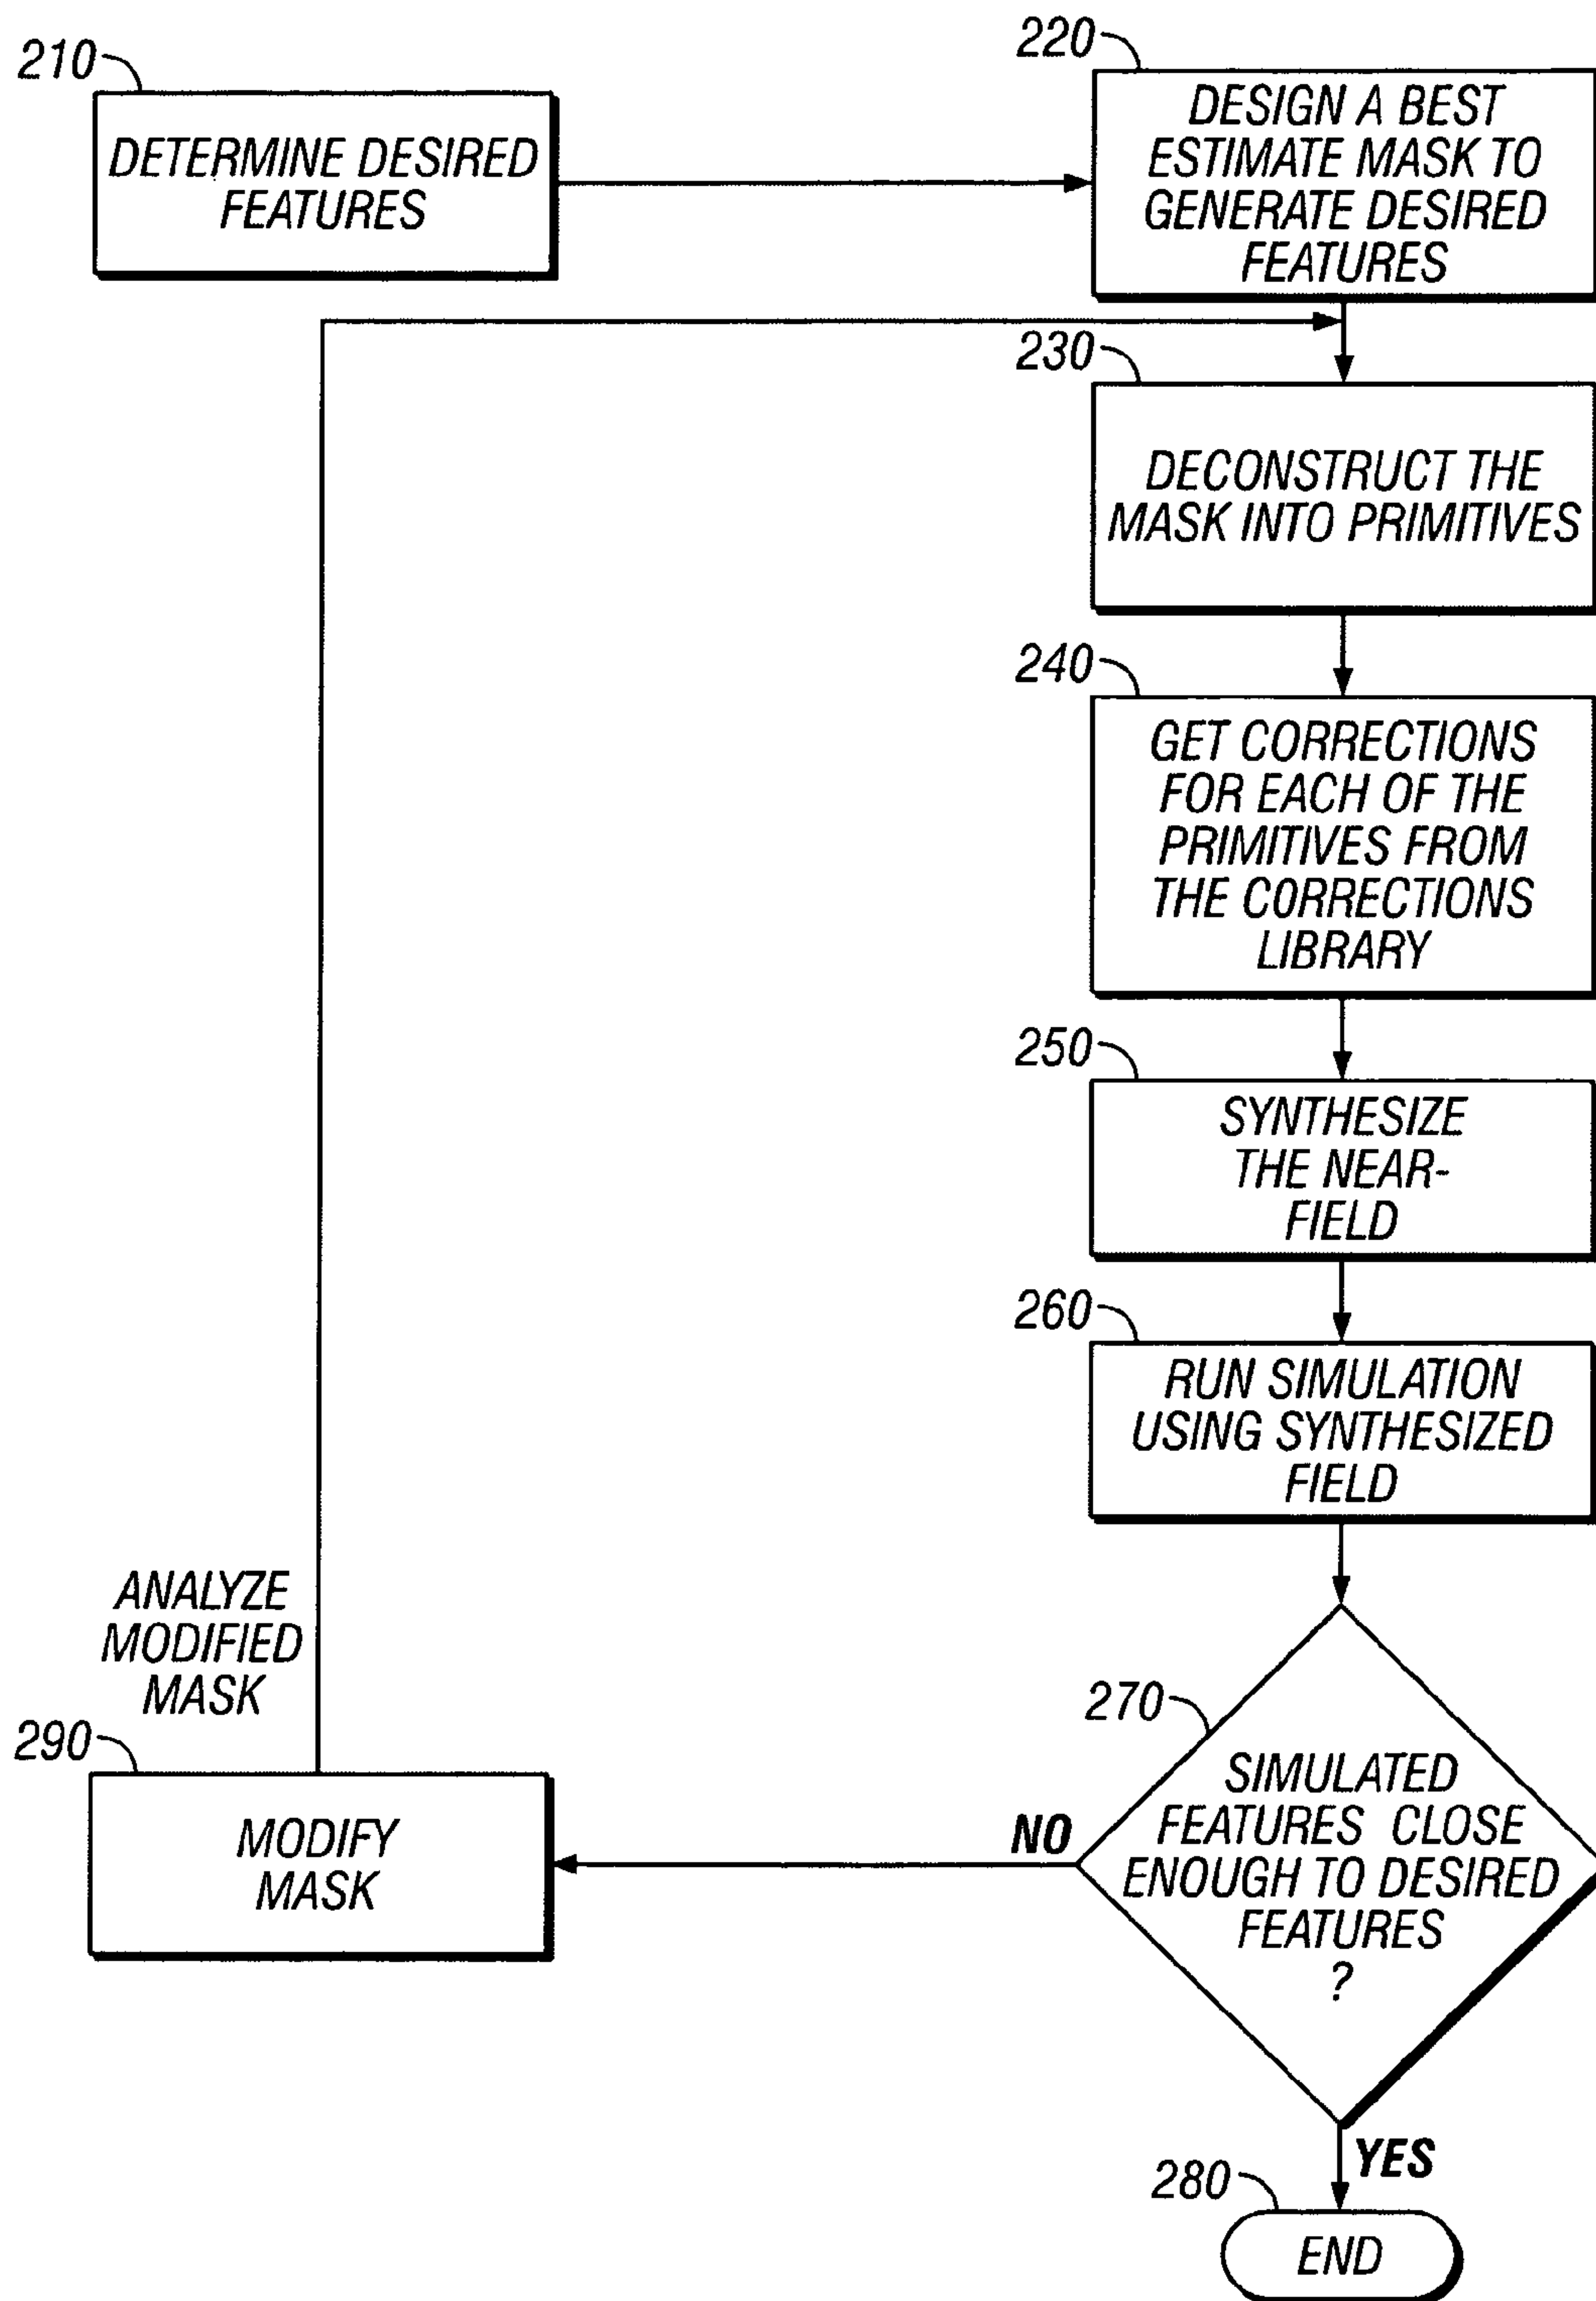 210
DETERMINE DESIRED
FEATURES
220
DESIGN A BEST
ESTIMATE MASK TO
GENERATE DESIRED
FEATURES
230
DECONSTRUCT THE
MASK INTO PRIMITIVES
240
GET CORRECTIONS
FOR EACH OF THE
PRIMITIVES FROM
THE CORRECTIONS
LIBRARY
250
SYNTHESIZE
THE NEAR-
FIELD
260
RUN SIMULATION
USING SYNTHESIZED
FIELD
270
SIMULATED
FEATURES CLOSE
ENOUGH TO DESIRED
FEATURES
?
NO
YES
280
END
290
MODIFY
MASK
ANALYZE
MODIFIED
MASK